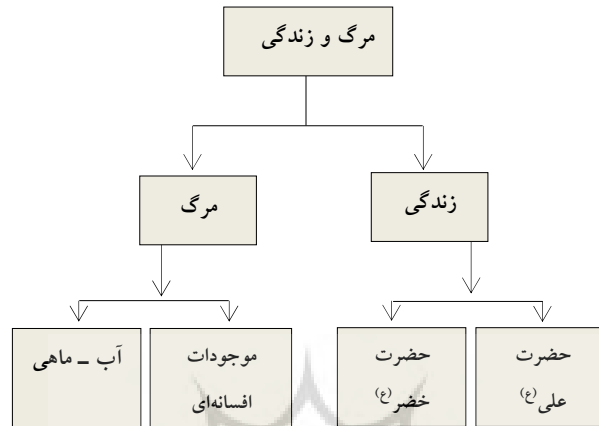 مرگ و زندگی
زندگی
مرگ
حضرت
علی(ع)
حضرت
خضر(ع)
موجودات
افسانه‌ای
آب ـ ماهی